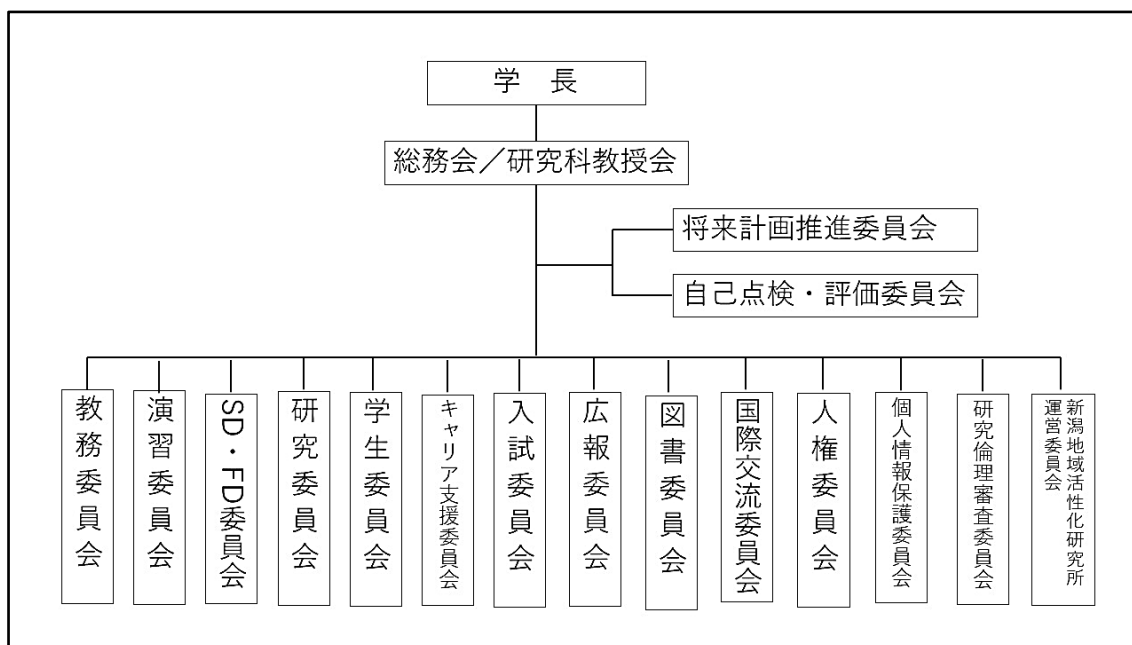 学　長
総務会／研究科教授会
将来計画推進委員会
自己点検・評価委員会
教務委員会
演習委員会
SD・FD委員会
研究委員会
学生委員会
キャリア支援委員会
入試委員会
広報委員会
図書委員会
国際交流委員会
人権委員会
個人情報保護委員会
研究倫理審査委員会
新潟地域活性化研究所
運営委員会